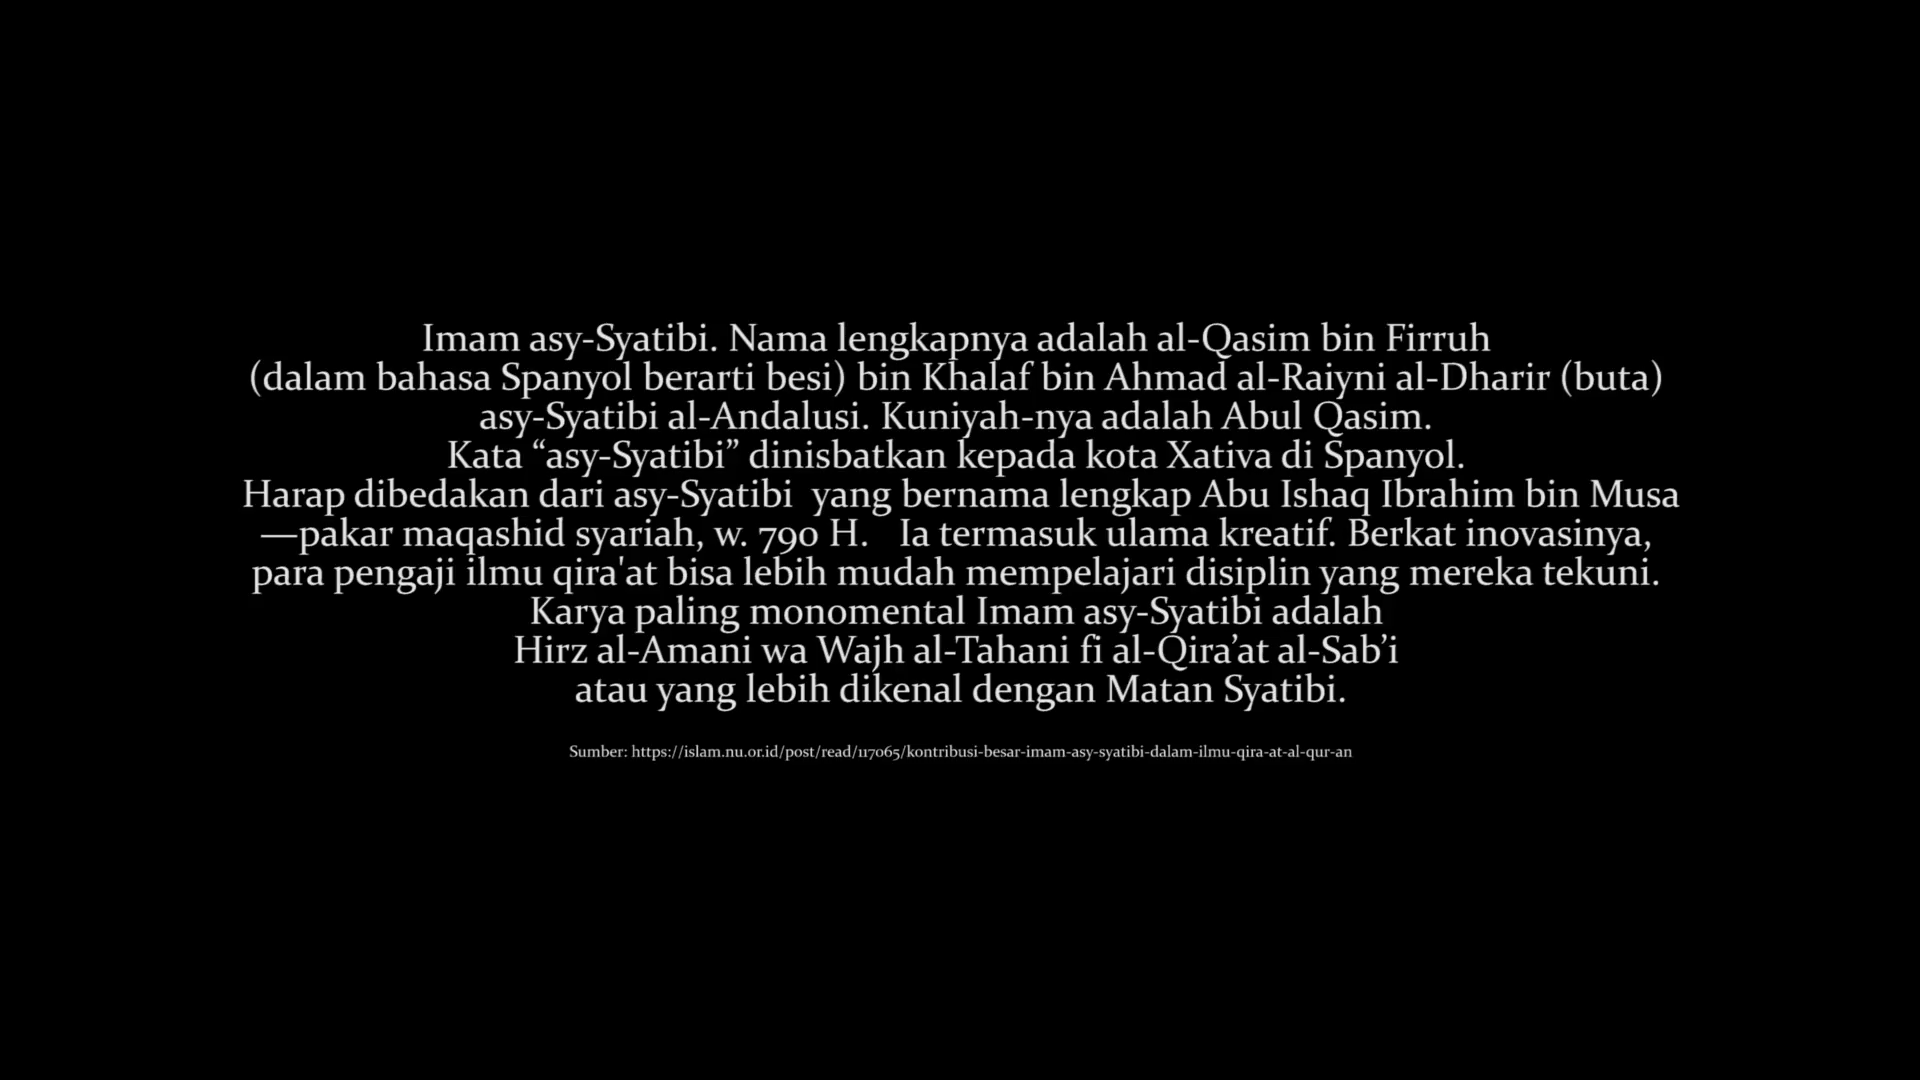 Imam asy-Syatibi. Nama lengkapnya adalah al-Qasim bin Firruh
(dalam bahasa Spanyol berarti besi) bin Khalaf bin Ahmad al-Raiyni al-Dharir (buta)
asy-Syatibi al-Andalusi. Kuniyah-nya adalah Abul Qasim.
Kata “asy-Syatibi” dinisbatkan kepada kota Xativa di Spanyol.
Harap dibedakan dari asy-Syatibi  yang bernama lengkap Abu Ishaq Ibrahim bin Musa
—pakar maqashid syariah, w. 790 H.   Ia termasuk ulama kreatif. Berkat inovasinya,
para pengaji ilmu qira'at bisa lebih mudah mempelajari disiplin yang mereka tekuni.
Karya paling monomental Imam asy-Syatibi adalah
Hirz al-Amani wa Wajh al-Tahani fi al-Qira’at al-Sab’i
atau yang lebih dikenal dengan Matan Syatibi.
Sumber: https://islam.nu.or.id/post/read/117065/kontribusi-besar-imam-asy-syatibi-dalam-ilmu-qira-at-al-qur-an